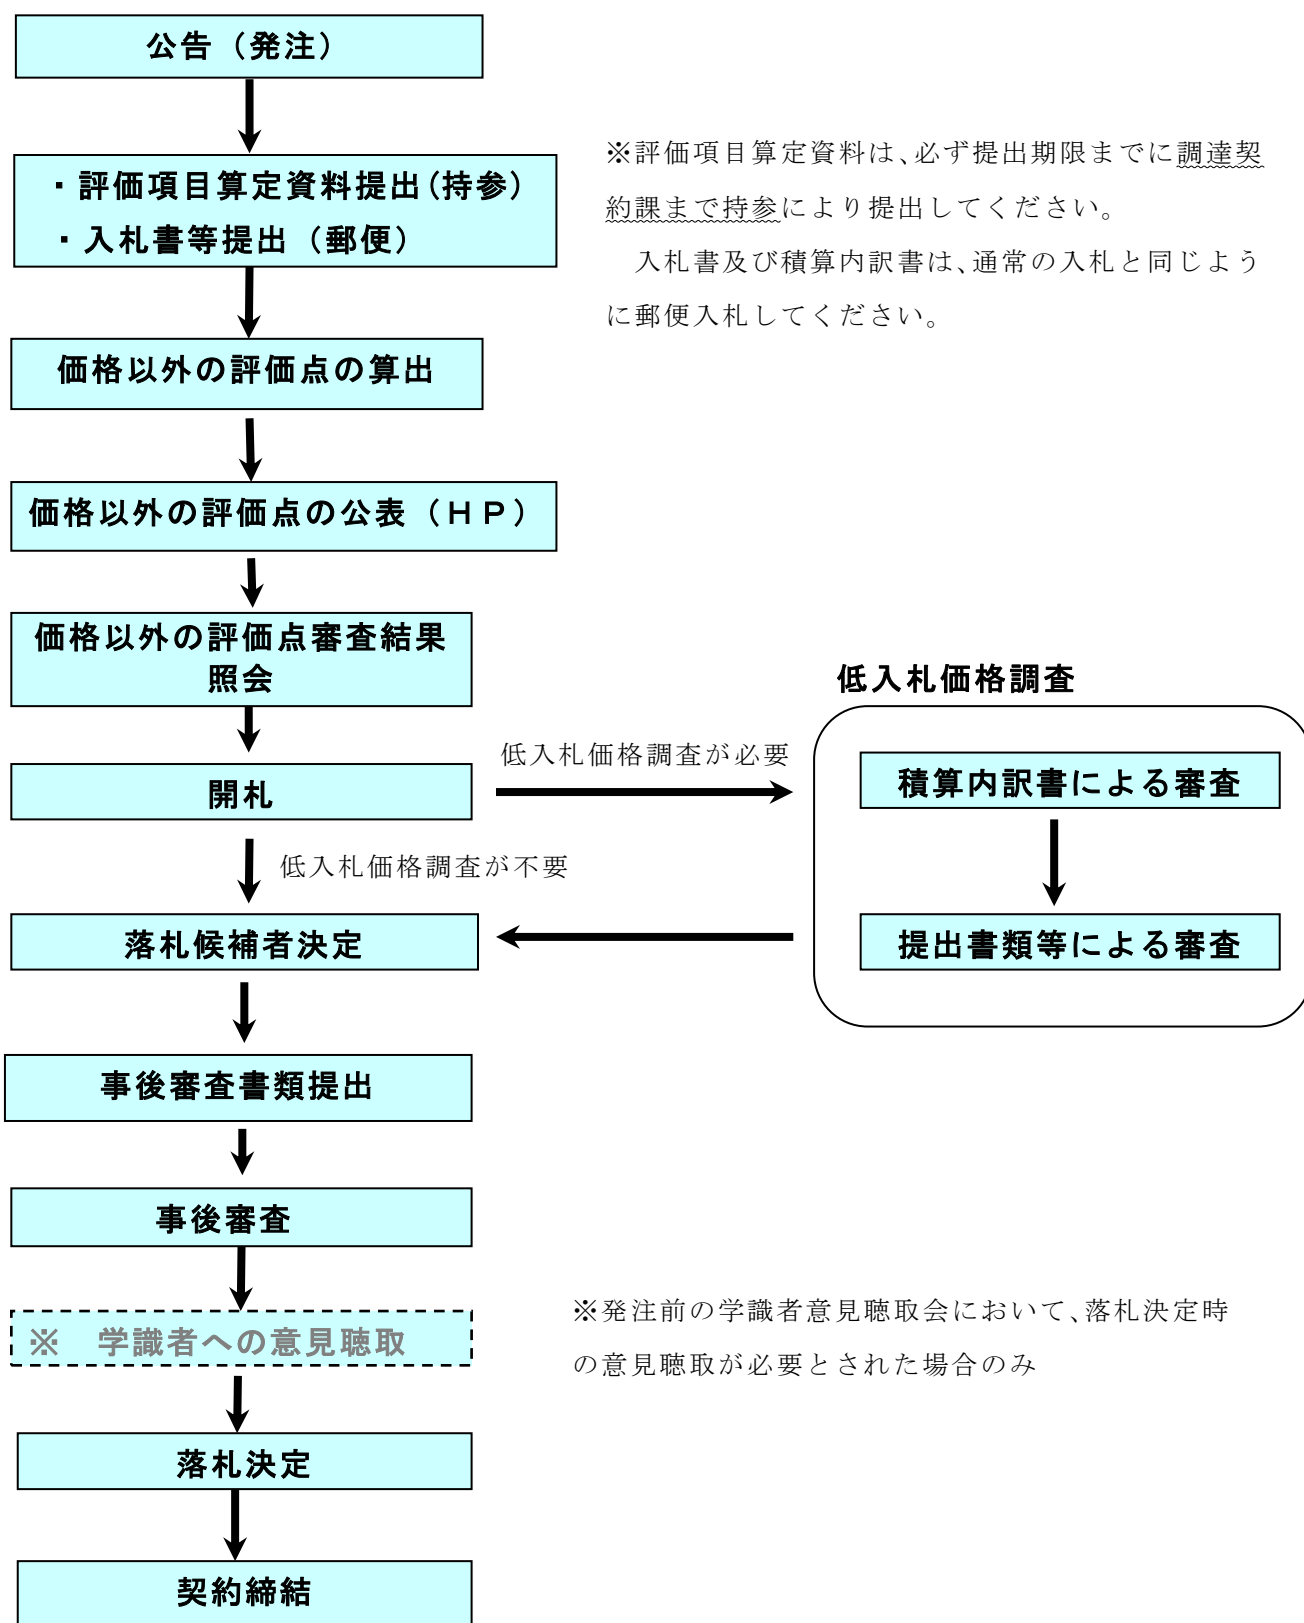 公告（発注）
・評価項目算定資料提出（持参）
・入札書等提出（郵便）
※評価項目算定資料は、必ず提出期限までに調達契
約課まで持参により提出してください。
入札書及び積算内訳書は、通常の入札と同じよう
に郵便入札してください。
価格以外の評価点の算出
価格以外の評価点の公表（ＨＰ）
価格以外の評価点審査結果
照会
開札
低入札価格調査が必要
低入札価格調査
積算内訳書による審査
提出書類等による審査
低入札価格調査が不要
落札候補者決定
事後審査書類提出
事後審査
※　学識者への意見聴取
※発注前の学識者意見聴取会において、落札決定時
の意見聴取が必要とされた場合のみ
落札決定
契約締結